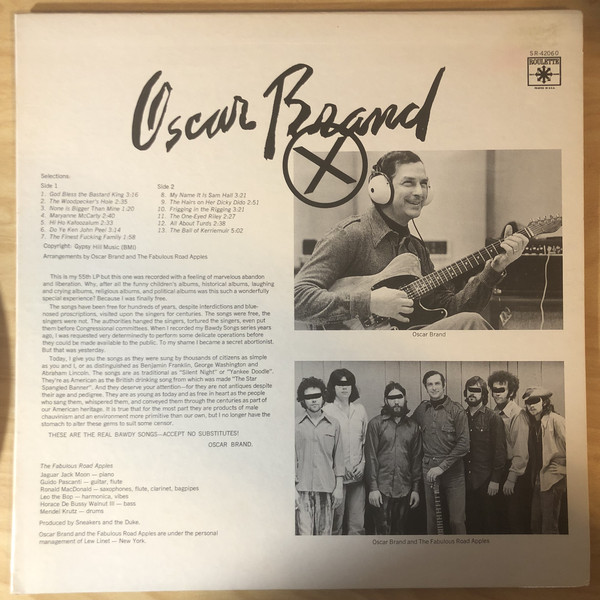 SR-42060
ROULETTE
MADE IN U.S.A.
Oscar Brand
X
Selections:
Side 1
1. God Bless the Bastard King 3:16
2. The Woodpecker's Hole 2:35
3. None is Bigger Than Mine 1:20
4. Maryanne McCarty 2:40
5. Hi Ho Kafoozalum 2:33
6. Do Ye Ken John Peel 3:14
7. The Finest Fucking Family 1:58
Side 2
8. My Name It Is Sam Hall 3:21
9. The Hairs on Her Dicky Dido 2:51
10. Frigging in the Rigging 3:21
11. The One-Eyed Riley 2:27
12. All About Turds 2:38
13. The Ball of Kerriemuir 5:02
Copyright: Gypsy Hill Music (BMI)
Arrangements by Oscar Brand and The Fabulous Road Apples
This is my 55th LP but this one was recorded with a feeling of marvelous abandon
and liberation. Why, after all the funny children's albums, historical albums, laughing
and crying albums, religious albums, and political albums was this such a wonderfully
special experience? Because I was finally free.
The songs have been free for hundreds of years, despite interdictions and blue-
nosed proscriptions, visited upon the singers for centuries. The songs were free, the
singers were not. The authorities hanged the singers, tortured the singers, even put
them before Congressional committees. When I recorded my Bawdy Songs series years
ago, I was requested very determinedly to perform some delicate operations before
they could be made available to the public. To my shame I became a secret abortionist.
But that was yesterday.
Today, I give you the songs as they were sung by thousands of citizens as simple
as you and I, or as distinguished as Benjamin Franklin, George Washington and
Abraham Lincoln. The songs are as traditional as "Silent Night" or "Yankee Doodle".
They're as American as the British drinking song from which was made "The Star
Spangled Banner". And they deserve your attention—for they are not antiques despite
their age and pedigree. They are as young as today and as free in heart as the people
who sang them, whispered them, and conveyed them through the centuries as part of
our American heritage. It is true that for the most part they are products of male
chauvinism and an environment more primitive than our own, but I no longer have the
stomach to alter these gems to suit some censor.
THESE ARE THE REAL BAWDY SONGS—ACCEPT NO SUBSTITUTES!
OSCAR BRAND.
Oscar Brand
The Fabulous Road Apples
Jaguar Jack Moon — piano
Guido Pascanti — guitar, flute
Ronald MacDonald — saxophones, flute, clarinet, bagpipes
Leo the Bop — harmonica, vibes
Horace De Bussy Walnut III — bass
Mendel Krutz — drums
Produced by Sneakers and the Duke.
Oscar Brand and the Fabulous Road Apples are under the personal
management of Lew Linet — New York.
Oscar Brand and The Fabulous Road Apples